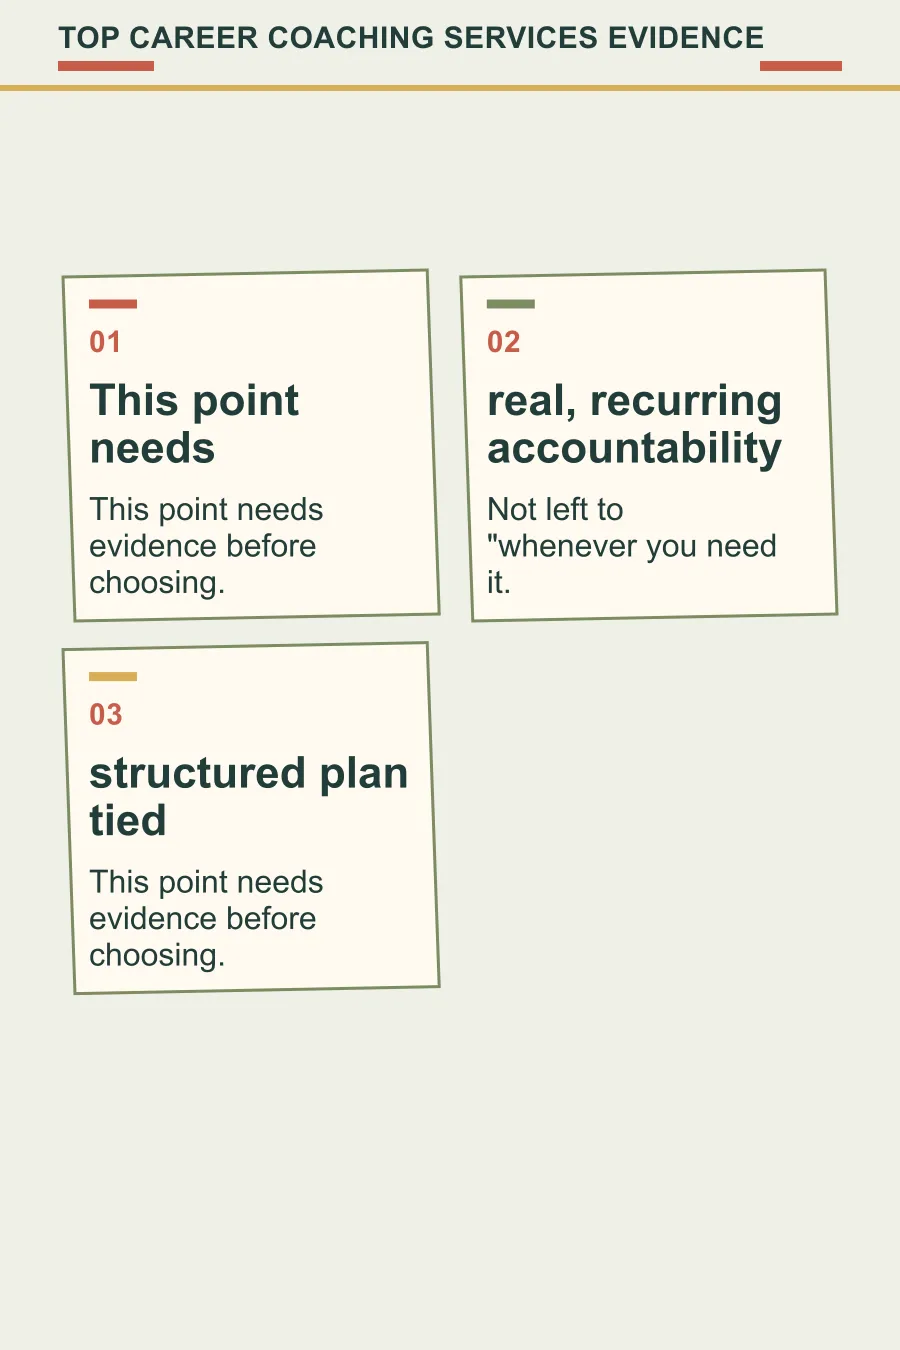 TOP CAREER COACHING SERVICES EVIDENCE
01
This point
needs
This point needs
evidence before
choosing.
02
real, recurring
accountability
Not left to
"whenever you need
it.
03
structured plan
tied
This point needs
evidence before
choosing.